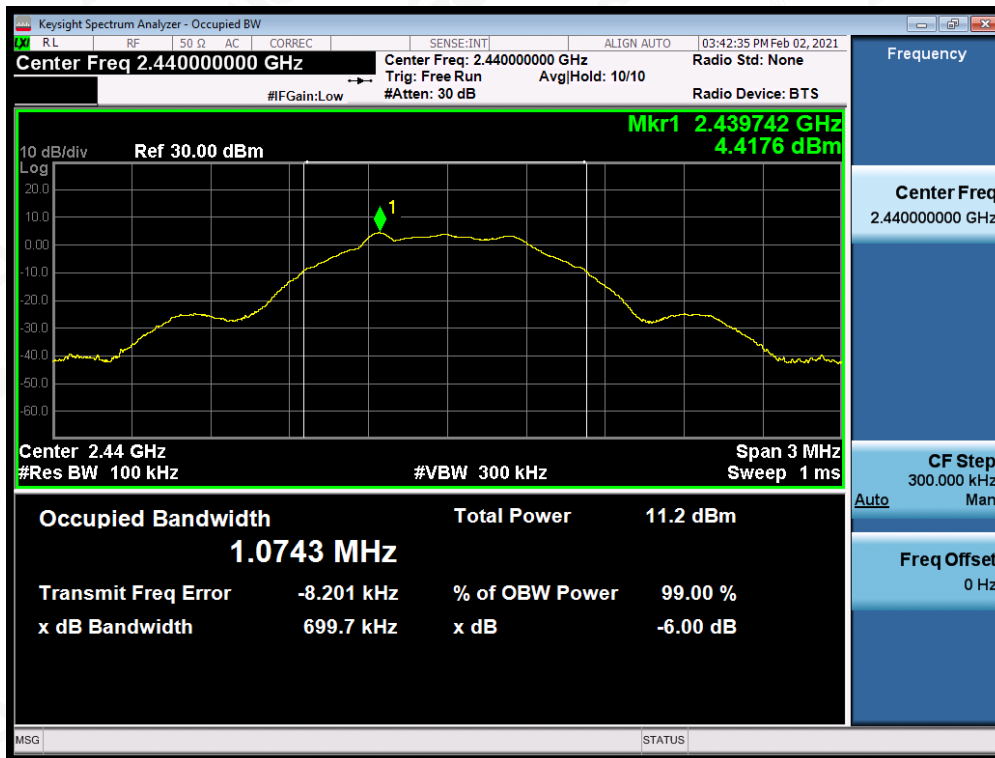 Keysight Spectrum Analyzer - Occupied BW
LXI RL RF 50 Ω AC CORREC SENSE:INT ALIGN AUTO 03:42:35 PM Feb 02, 2021
Center Freq 2.440000000 GHz
Center Freq: 2.440000000 GHz
Radio Std: None
Trig: Free Run Avg|Hold: 10/10
#IFGain:Low #Atten: 30 dB
Radio Device: BTS
Mkr1 2.439742 GHz
4.4176 dBm
10 dB/div Ref 30.00 dBm
Log
20.0
10.0
0.00
-10.0
-20.0
-30.0
-40.0
-50.0
-60.0
1
Center 2.44 GHz Span 3 MHz
#Res BW 100 kHz #VBW 300 kHz Sweep 1 ms
Occupied Bandwidth Total Power 11.2 dBm
1.0743 MHz
Transmit Freq Error -8.201 kHz % of OBW Power 99.00 %
x dB Bandwidth 699.7 kHz x dB -6.00 dB
MSG STATUS
Frequency
Center Freq
2.440000000 GHz
CF Step
300.000 kHz
Auto Man
Freq Offset
0 Hz